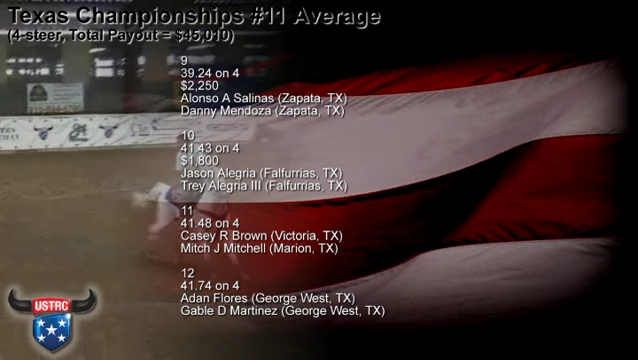 Texas Championships #11 Average
(4-steer, Total Payout = $45,010)
9
39.24 on 4
$2,250
Alonso A Salinas (Zapata, TX)
Danny Mendoza (Zapata, TX)
10
41.43 on 4
$1,800
Jason Alegria (Falfurrias, TX)
Trey Alegria III (Falfurrias, TX)
11
41.48 on 4
Casey R Brown (Victoria, TX)
Mitch J Mitchell (Marion, TX)
12
41.74 on 4
Adan Flores (George West, TX)
Gable D Martinez (George West, TX)
USTRC